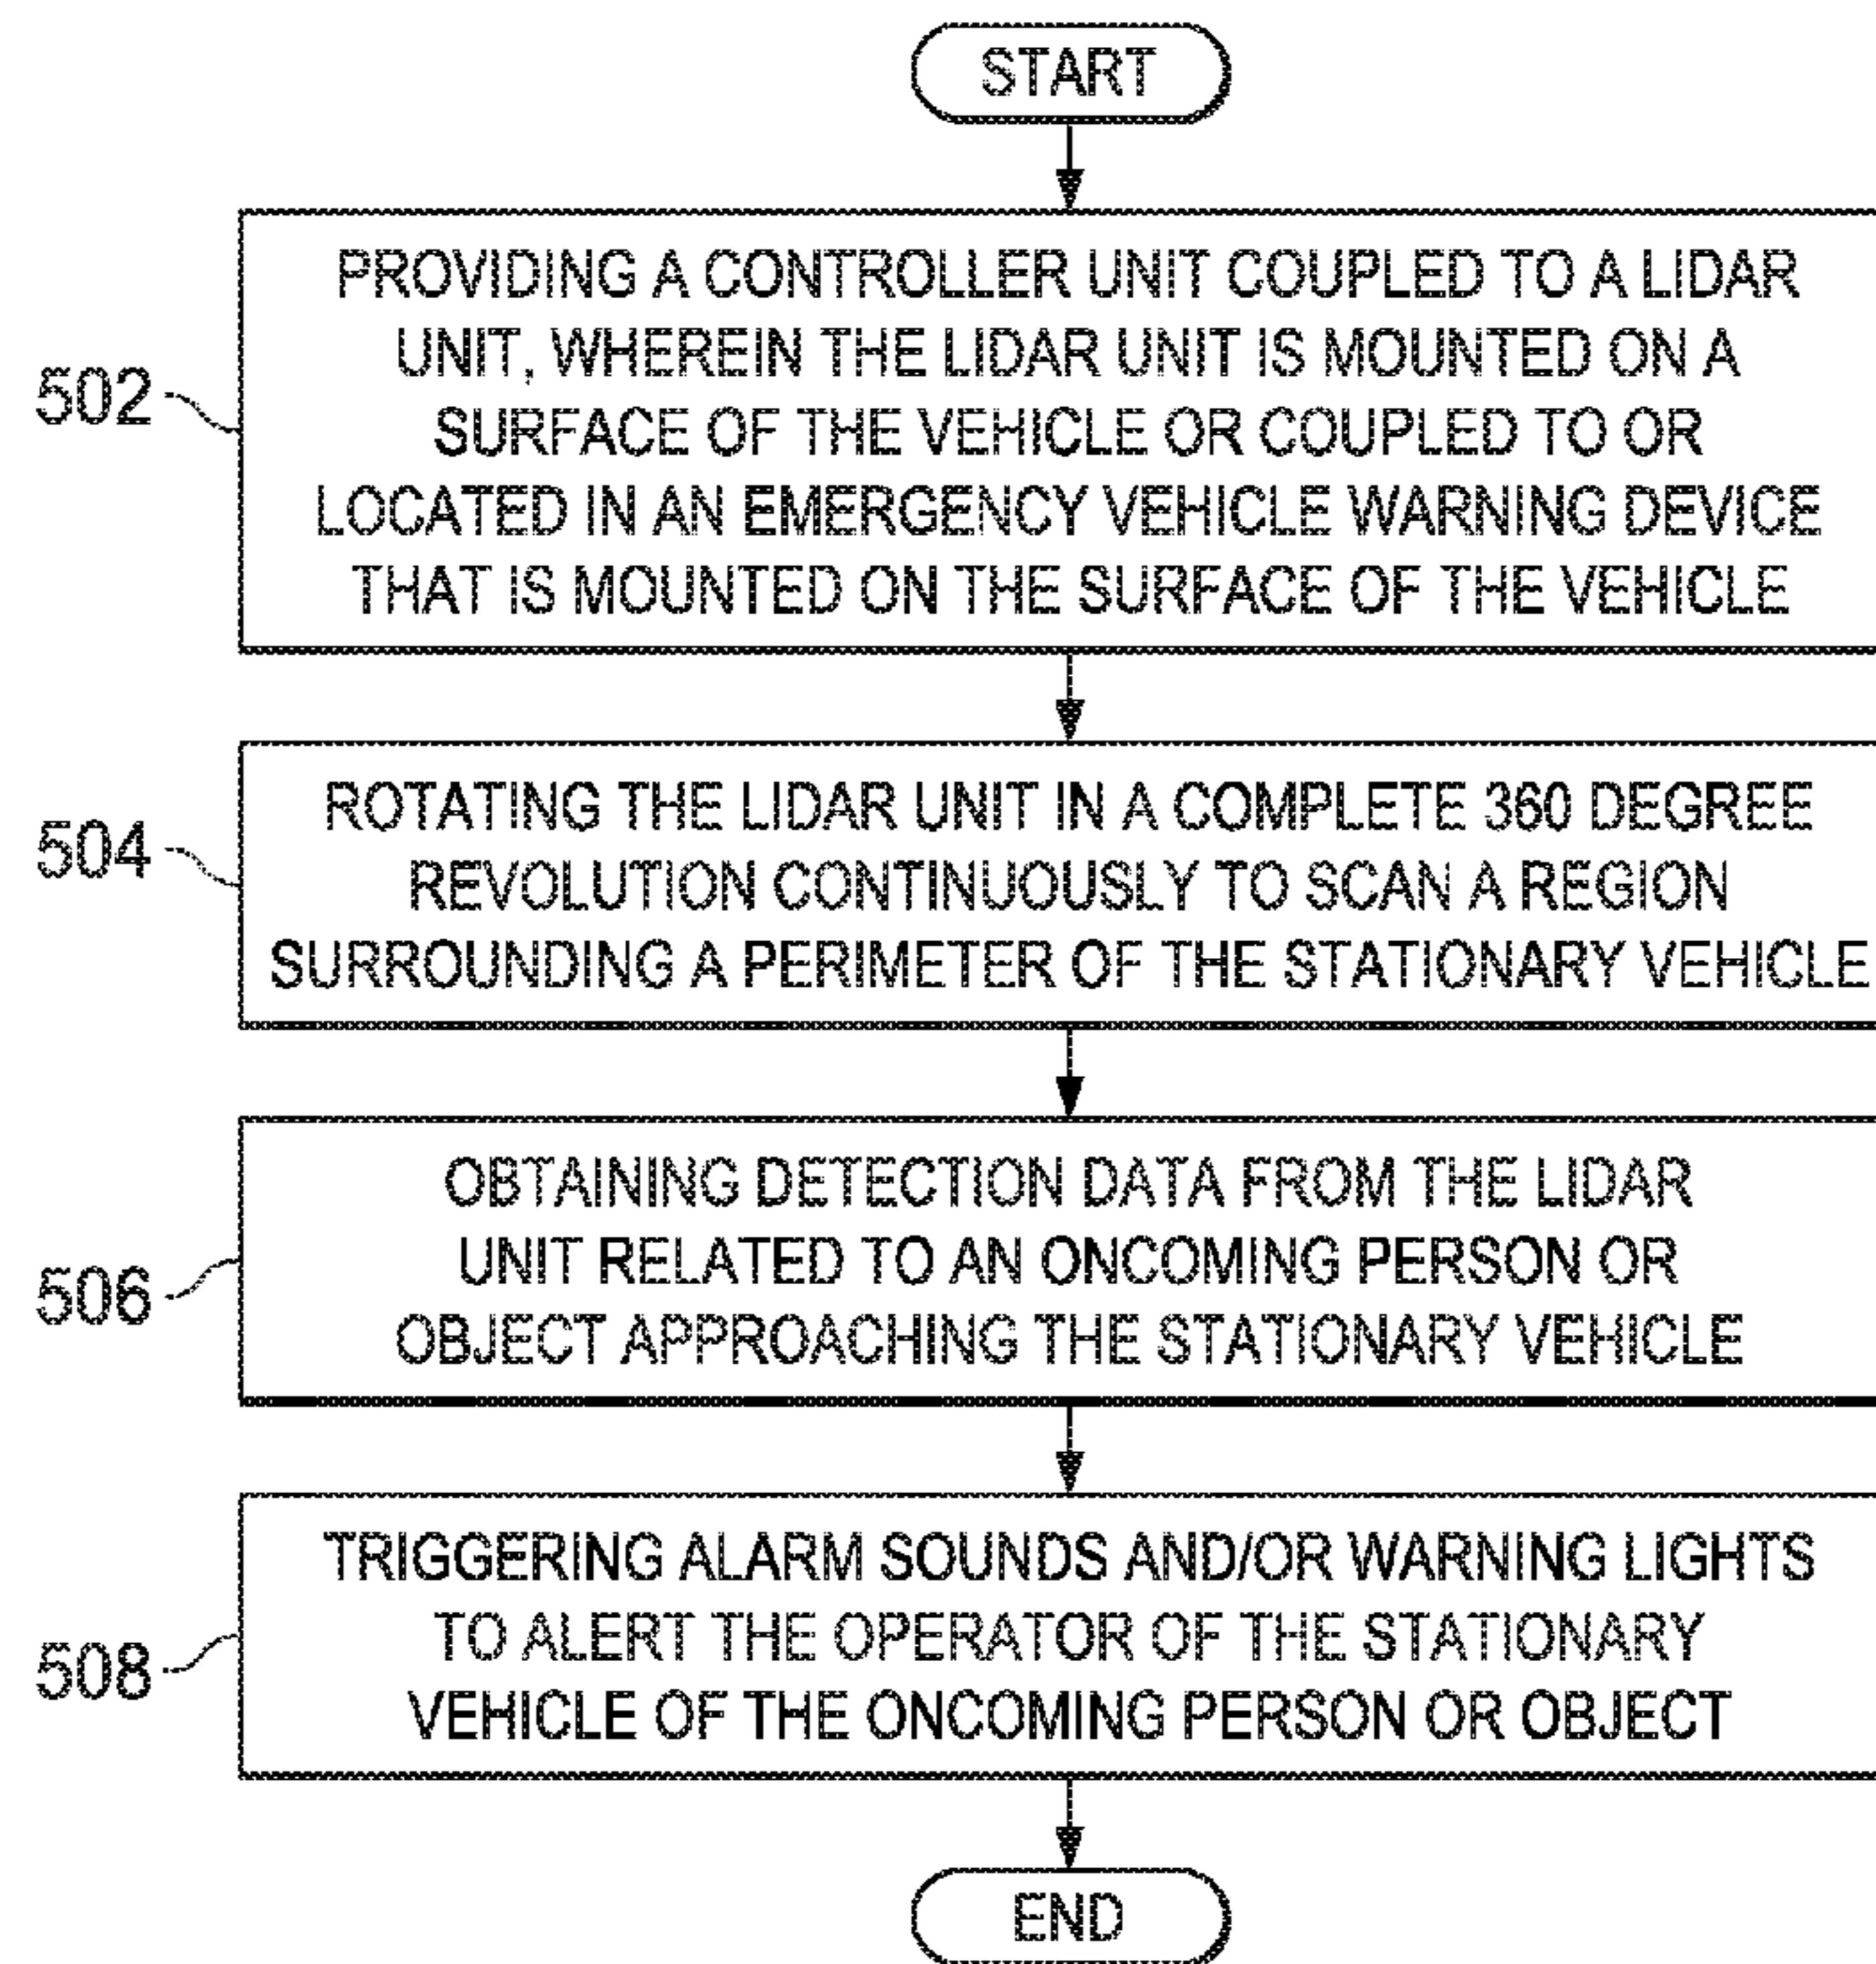 START
PROVIDING A CONTROLLER UNIT COUPLED TO A LIDAR
UNIT, WHEREIN THE LIDAR UNIT IS MOUNTED ON A
SURFACE OF THE VEHICLE OR COUPLED TO OR
LOCATED IN AN EMERGENCY VEHICLE WARNING DEVICE
THAT IS MOUNTED ON THE SURFACE OF THE VEHICLE
502
ROTATING THE LIDAR UNIT IN A COMPLETE 360 DEGREE
REVOLUTION CONTINUOUSLY TO SCAN A REGION
SURROUNDING A PERIMETER OF THE STATIONARY VEHICLE
504
OBTAINING DETECTION DATA FROM THE LIDAR
UNIT RELATED TO AN ONCOMING PERSON OR
OBJECT APPROACHING THE STATIONARY VEHICLE
506
TRIGGERING ALARM SOUNDS AND/OR WARNING LIGHTS
TO ALERT THE OPERATOR OF THE STATIONARY
VEHICLE OF THE ONCOMING PERSON OR OBJECT
508
END